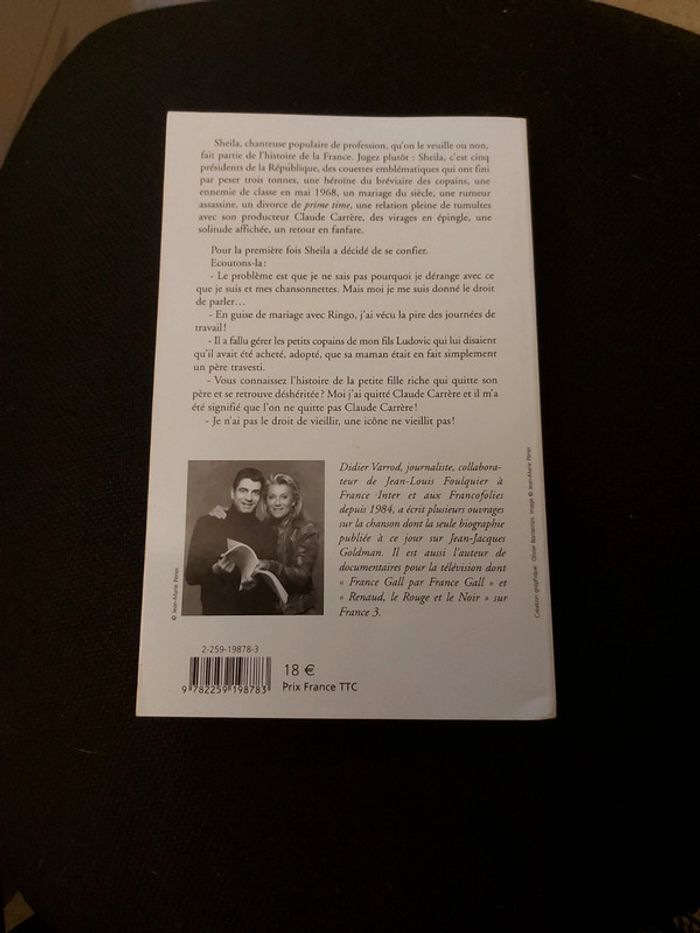 Sheila, chanteuse populaire de profession, qu'on le veuille ou non,
fait partie de l'histoire de la France. Jugez plutôt : Sheila, c'est cinq
présidents de la République, des couettes emblématiques qui ont fini
par peser trois tonnes, une héroïne du bréviaire des copains, une
ennemie de classe en mai 1968, un mariage du siècle, une rumeur
assassine, un divorce de prime time, une relation pleine de tumultes
avec son producteur Claude Carrère, des virages en épingle, une
solitude affichée, un retour en fanfare.
Pour la première fois Sheila a décidé de se confier.
Ecoutons-la :
- Le problème est que je ne sais pas pourquoi je dérange avec ce
que je suis et mes chansonnettes. Mais moi je me suis donné le droit
de parler...
- En guise de mariage avec Ringo, j'ai vécu la pire des journées de
travail !
- Il a fallu gérer les petits copains de mon fils Ludovic qui lui disaient
qu'il avait été acheté, adopté, que sa maman était en fait simplement
un père travesti.
- Vous connaissez l'histoire de la petite fille riche qui quitte son
père et se retrouve déshéritée ? Moi j'ai quitté Claude Carrère et il m'a
été signifié que l'on ne quitte pas Claude Carrère !
- Je n'ai pas le droit de vieillir, une icône ne vieillit pas !
Didier Varrod, journaliste, collabora-
teur de Jean-Louis Foulquier à
France Inter et aux Francofolies
depuis 1984, a écrit plusieurs ouvrages
sur la chanson dont la seule biographie
publiée à ce jour sur Jean-Jacques
Goldman. Il est aussi l'auteur de
documentaires pour la télévision dont
« France Gall par France Gall » et
« Renaud, le Rouge et le Noir » sur
France 3.
© Jean-Marie Périer
Création graphique : Olivier Image © Jean-Marie Périer
2-259-19878-3
9 782259 198783
18 €
Prix France TTC